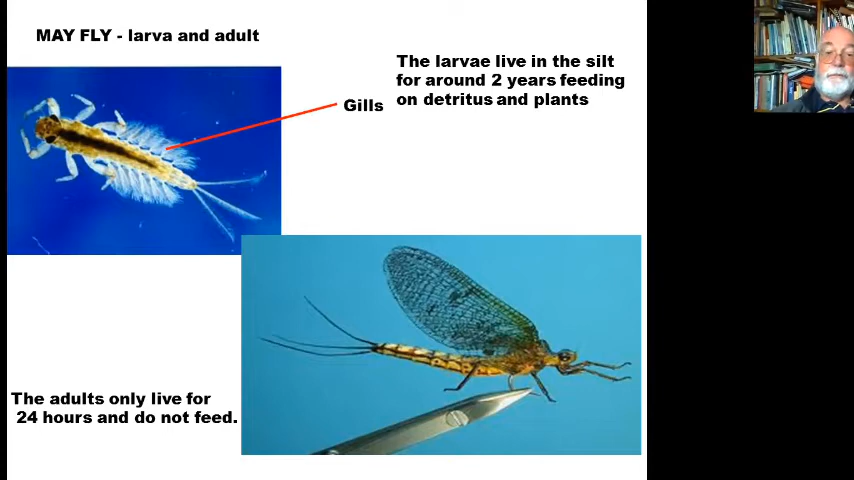 MAY FLY - larva and adult
The larvae live in the silt
for around 2 years feeding
on detritus and plants
Gills
The adults only live for
24 hours and do not feed.